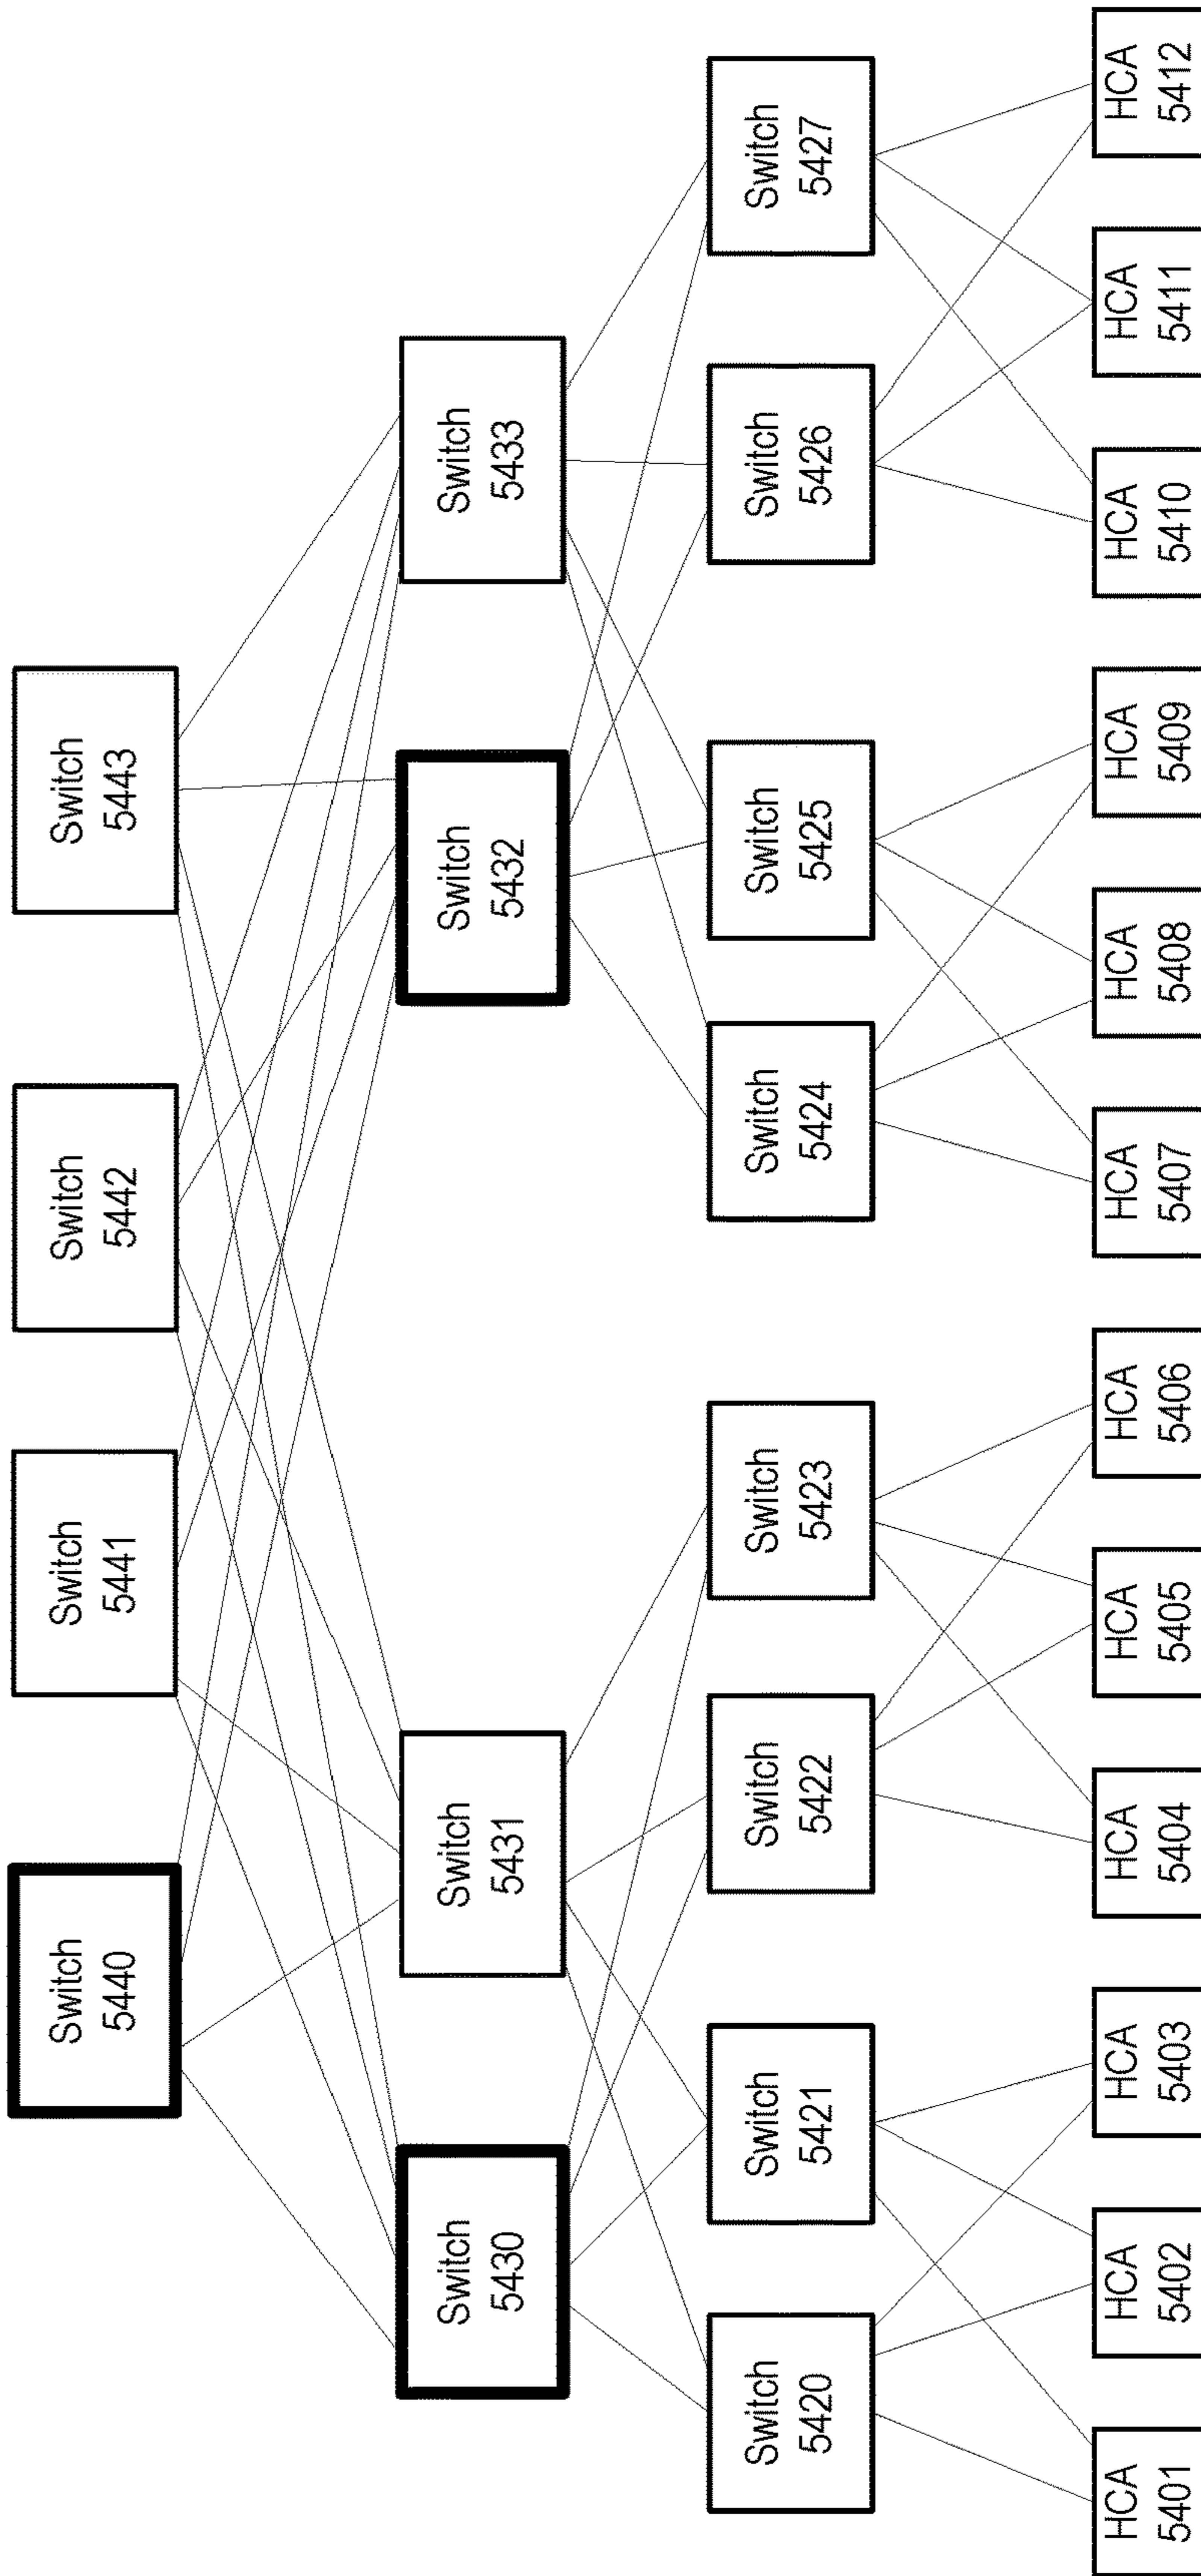 Switch
5440
Switch
5441
Switch
5442
Switch
5443
Switch
5430
Switch
5431
Switch
5432
Switch
5433
Switch
5420
Switch
5421
Switch
5422
Switch
5423
Switch
5424
Switch
5425
Switch
5426
Switch
5427
HCA
5401
HCA
5402
HCA
5403
HCA
5404
HCA
5405
HCA
5406
HCA
5407
HCA
5408
HCA
5409
HCA
5410
HCA
5411
HCA
5412